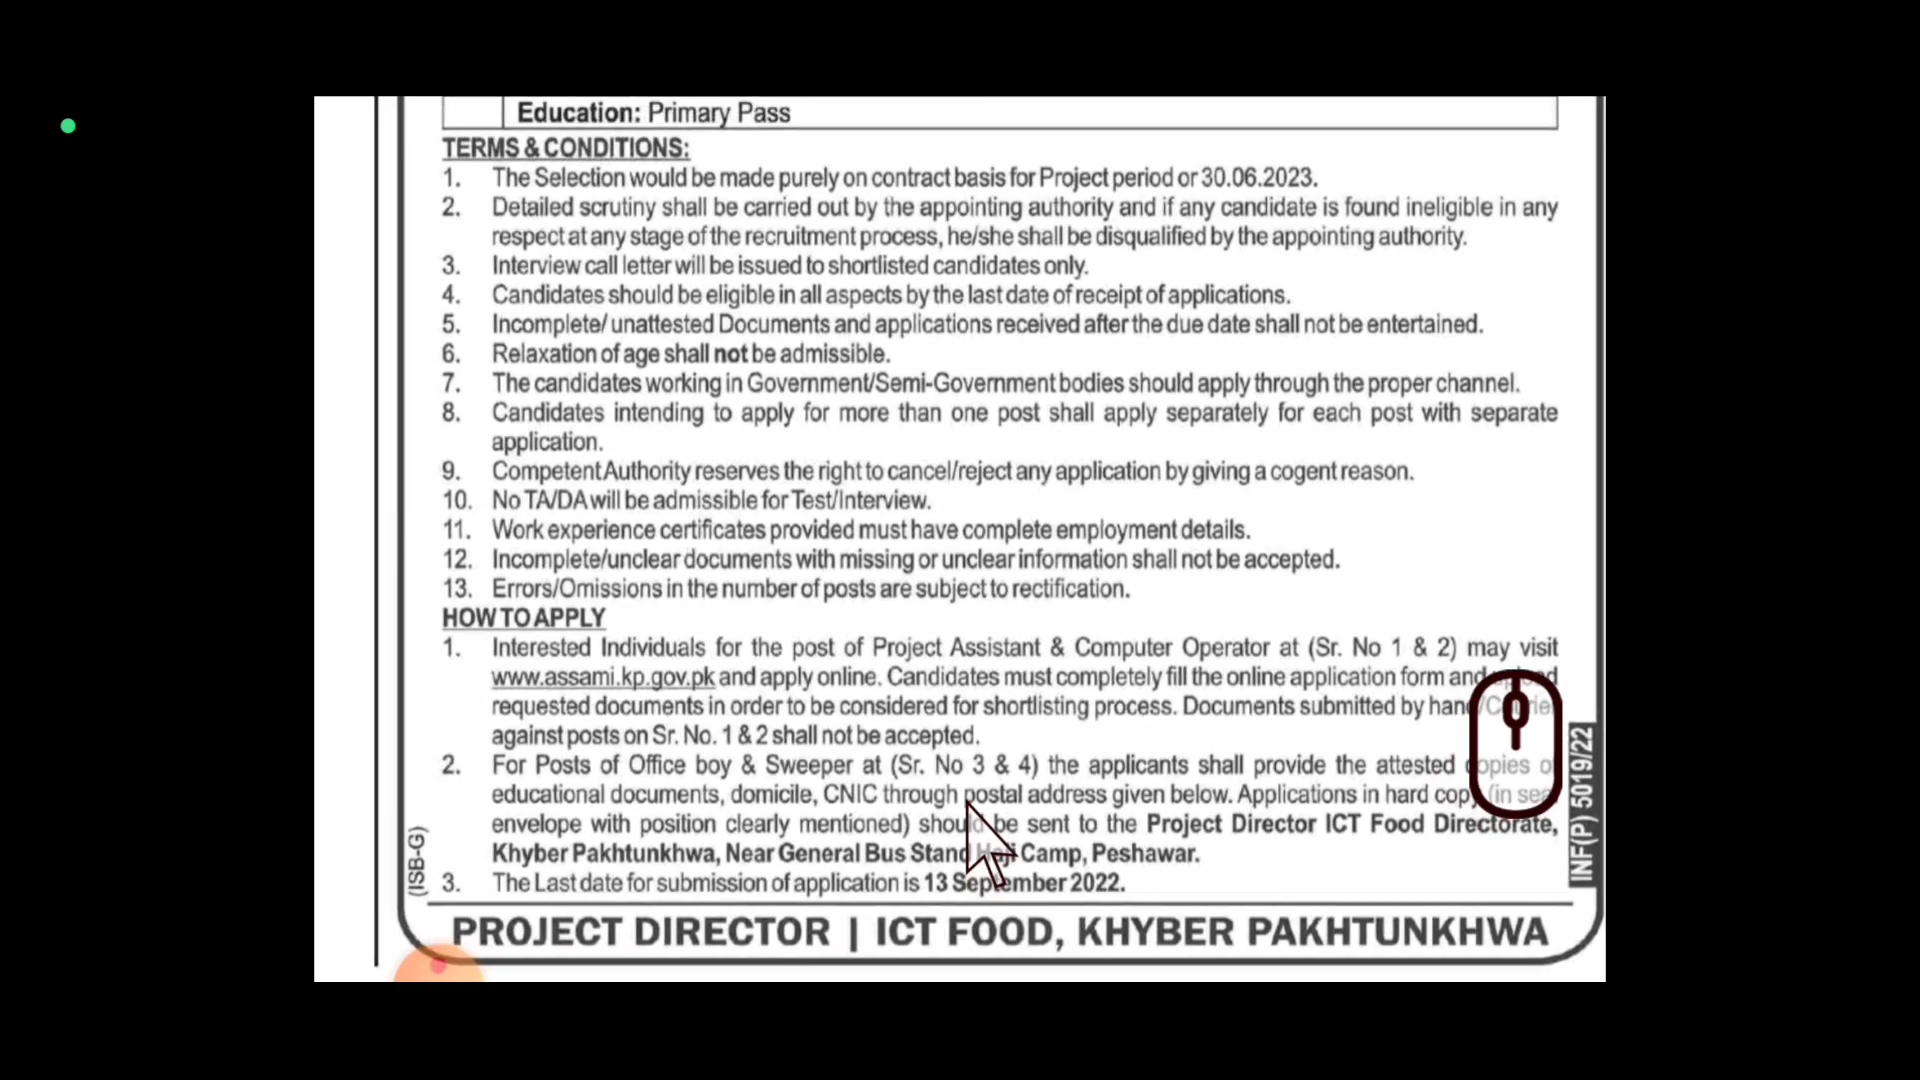 Education: Primary Pass
TERMS & CONDITIONS:
1. The Selection would be made purely on contract basis for Project period or 30.06.2023.
2. Detailed scrutiny shall be carried out by the appointing authority and if any candidate is found ineligible in any
respect at any stage of the recruitment process, he/she shall be disqualified by the appointing authority.
3. Interview call letter will be issued to shortlisted candidates only.
4. Candidates should be eligible in all aspects by the last date of receipt of applications.
5. Incomplete/ unattested Documents and applications received after the due date shall not be entertained.
6. Relaxation of age shall not be admissible.
7. The candidates working in Government/Semi-Government bodies should apply through the proper channel.
8. Candidates intending to apply for more than one post shall apply separately for each post with separate
application.
9. Competent Authority reserves the right to cancel/reject any application by giving a cogent reason.
10. No TA/DA will be admissible for Test/Interview.
11. Work experience certificates provided must have complete employment details.
12. Incomplete/unclear documents with missing or unclear information shall not be accepted.
13. Errors/Omissions in the number of posts are subject to rectification.
HOW TO APPLY
1. Interested Individuals for the post of Project Assistant & Computer Operator at (Sr. No 1 & 2) may visit
www.assami.kp.gov.pk and apply online. Candidates must completely fill the online application form and upload
requested documents in order to be considered for shortlisting process. Documents submitted by hand/Courier
against posts on Sr. No. 1 & 2 shall not be accepted.
2. For Posts of Office boy & Sweeper at (Sr. No 3 & 4) the applicants shall provide the attested copies of
educational documents, domicile, CNIC through postal address given below. Applications in hard copy (in
envelope with position clearly mentioned) should be sent to the Project Director ICT Food Directorate,
Khyber Pakhtunkhwa, Near General Bus Stand Haji Camp, Peshawar.
3. The Last date for submission of application is 13 September 2022.
(ISB-G)
INF(P) 5019/22
PROJECT DIRECTOR | ICT FOOD, KHYBER PAKHTUNKHWA